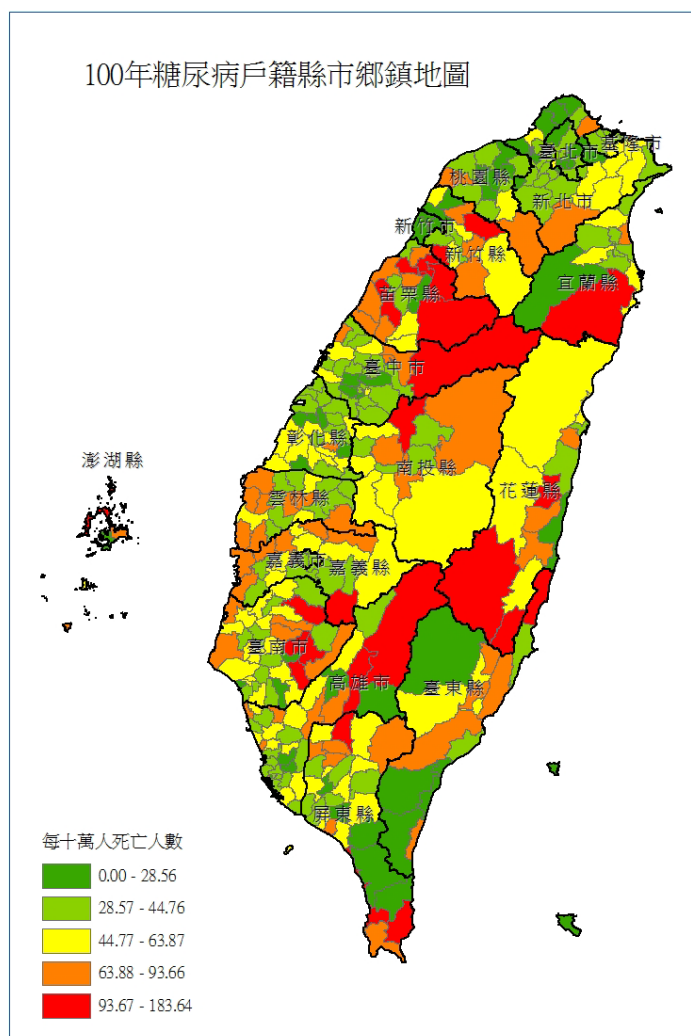 100年糖尿病戶籍縣市鄉鎮地圖
基隆市
臺北市
桃園縣
新北市
新竹市
新竹縣
宜蘭縣
苗栗縣
臺中市
彰化縣
南投縣
澎湖縣
花蓮縣
雲林縣
嘉義市
嘉義縣
臺南市
高雄市
臺東縣
屏東縣
每十萬人死亡人數
0.00 - 28.56
28.57 - 44.76
44.77 - 63.87
63.88 - 93.66
93.67 - 183.64